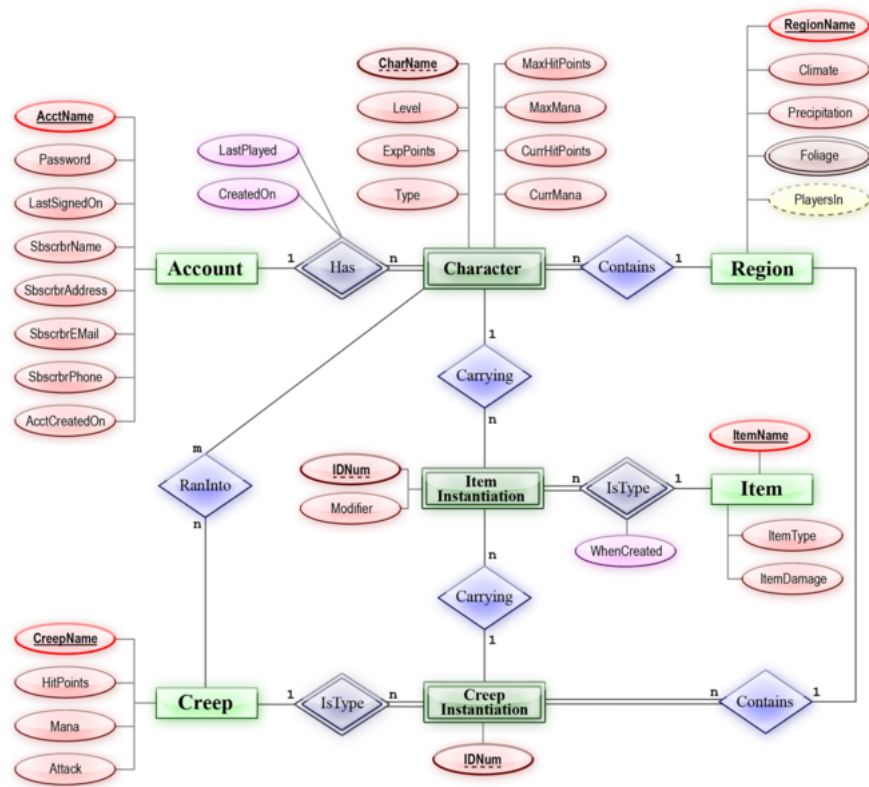 RegionName
CharName
MaxHitPoints
Climate
Level
MaxMana
Precipitation
AcctName
LastPlayed
ExpPoints
CurrHitPoints
Foliage
Password
CreatedOn
Type
CurrMana
PlayersIn
LastSignedOn
SbscrbrName
Account
1
Has
n
Character
n
Contains
1
Region
SbscrbrAddress
SbscrbrEMail
1
SbscrbrPhone
Carrying
AcctCreatedOn
m
n
ItemName
RanInto
IDNum
Item
Instantiation
n
IsType
1
Item
Modifier
n
n
WhenCreated
ItemType
Carrying
ItemDamage
CreepName
1
HitPoints
Creep
1
IsType
n
Creep
Instantiation
n
Contains
1
Mana
IDNum
Attack